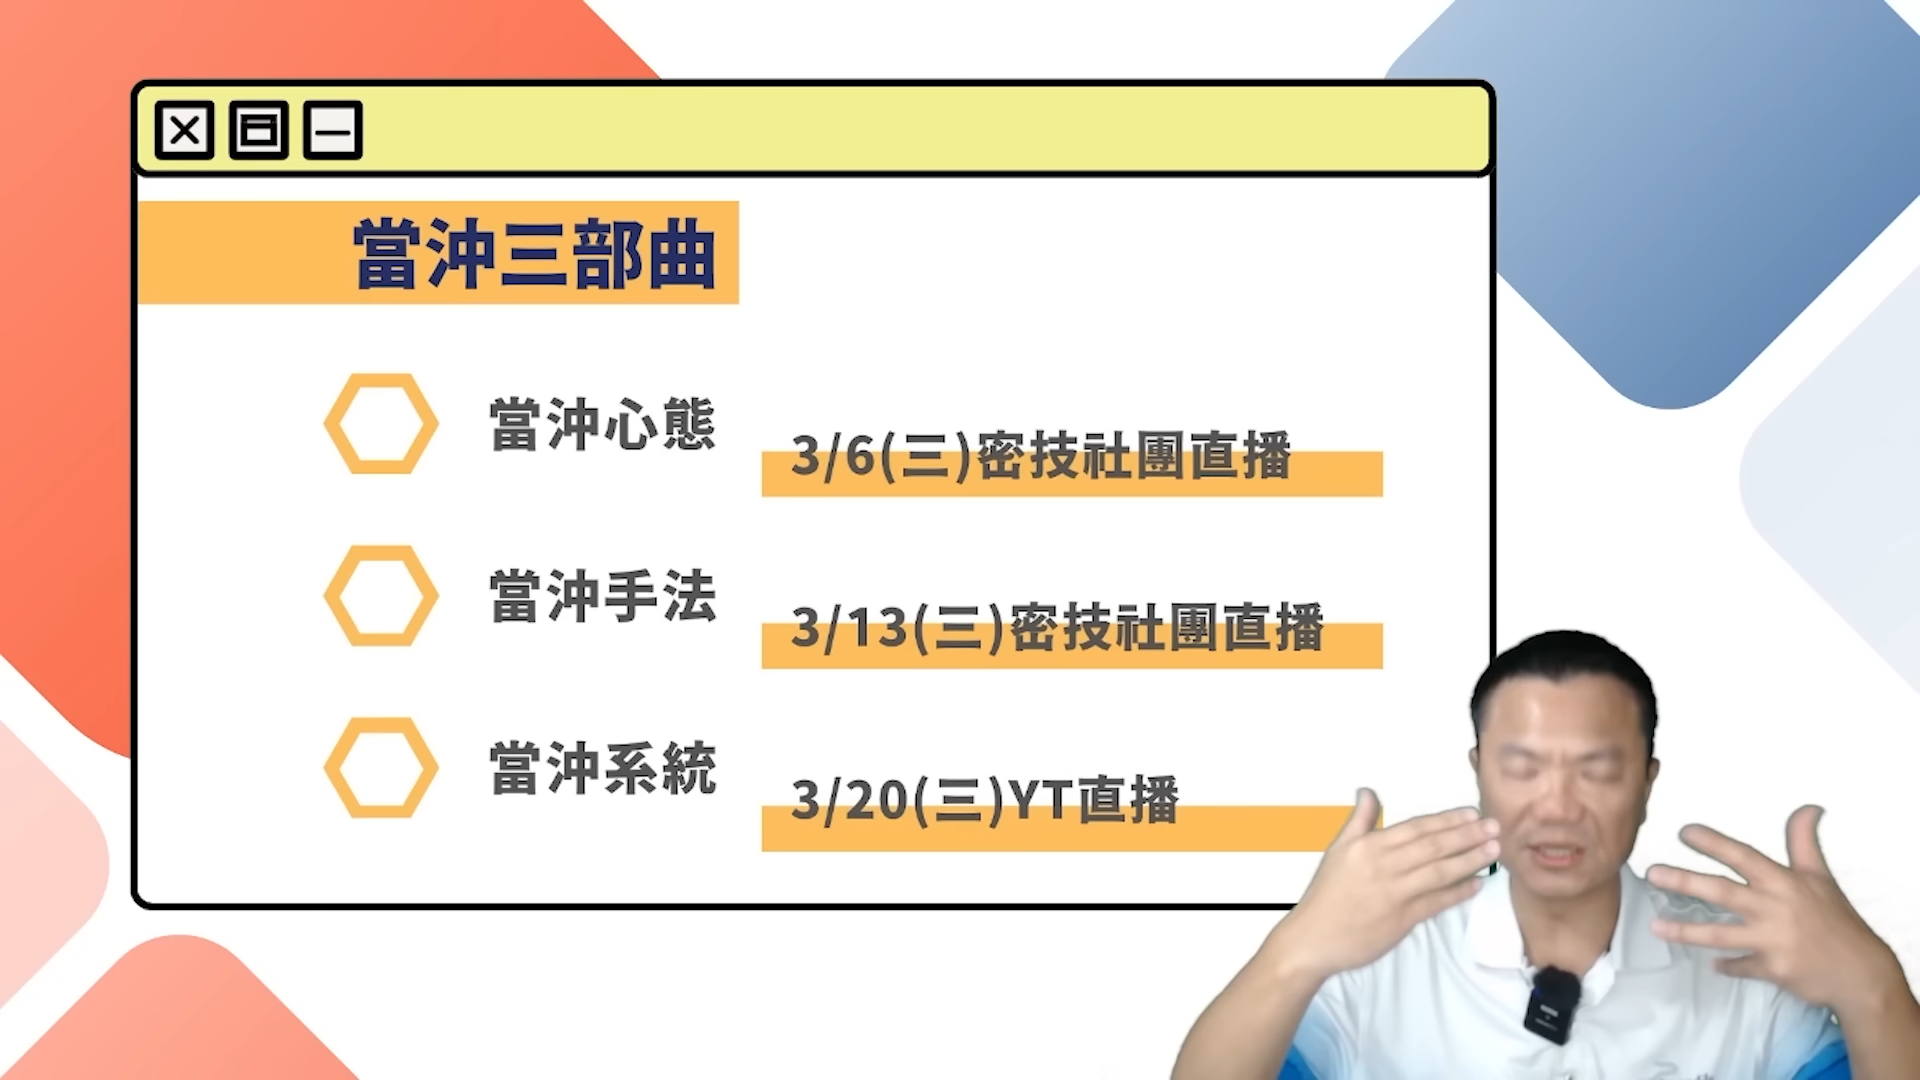 當沖三部曲
當沖心態
3/6(三)密技社團直播
當沖手法
3/13(三)密技社團直播
當沖系統
3/20(三)YT直播